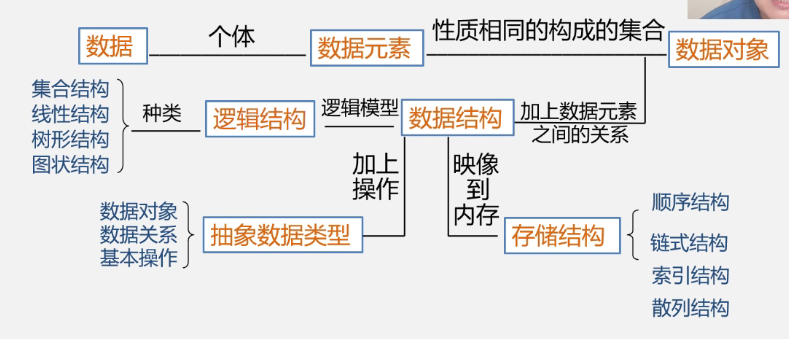 数据
个体
数据元素
性质相同的构成的集合
数据对象
集合结构
线性结构
树形结构
图状结构
种类
逻辑结构
逻辑模型
数据结构
加上数据元素
之间的关系
加上
操作
映像
到
内存
数据对象
数据关系
基本操作
抽象数据类型
存储结构
顺序结构
链式结构
索引结构
散列结构